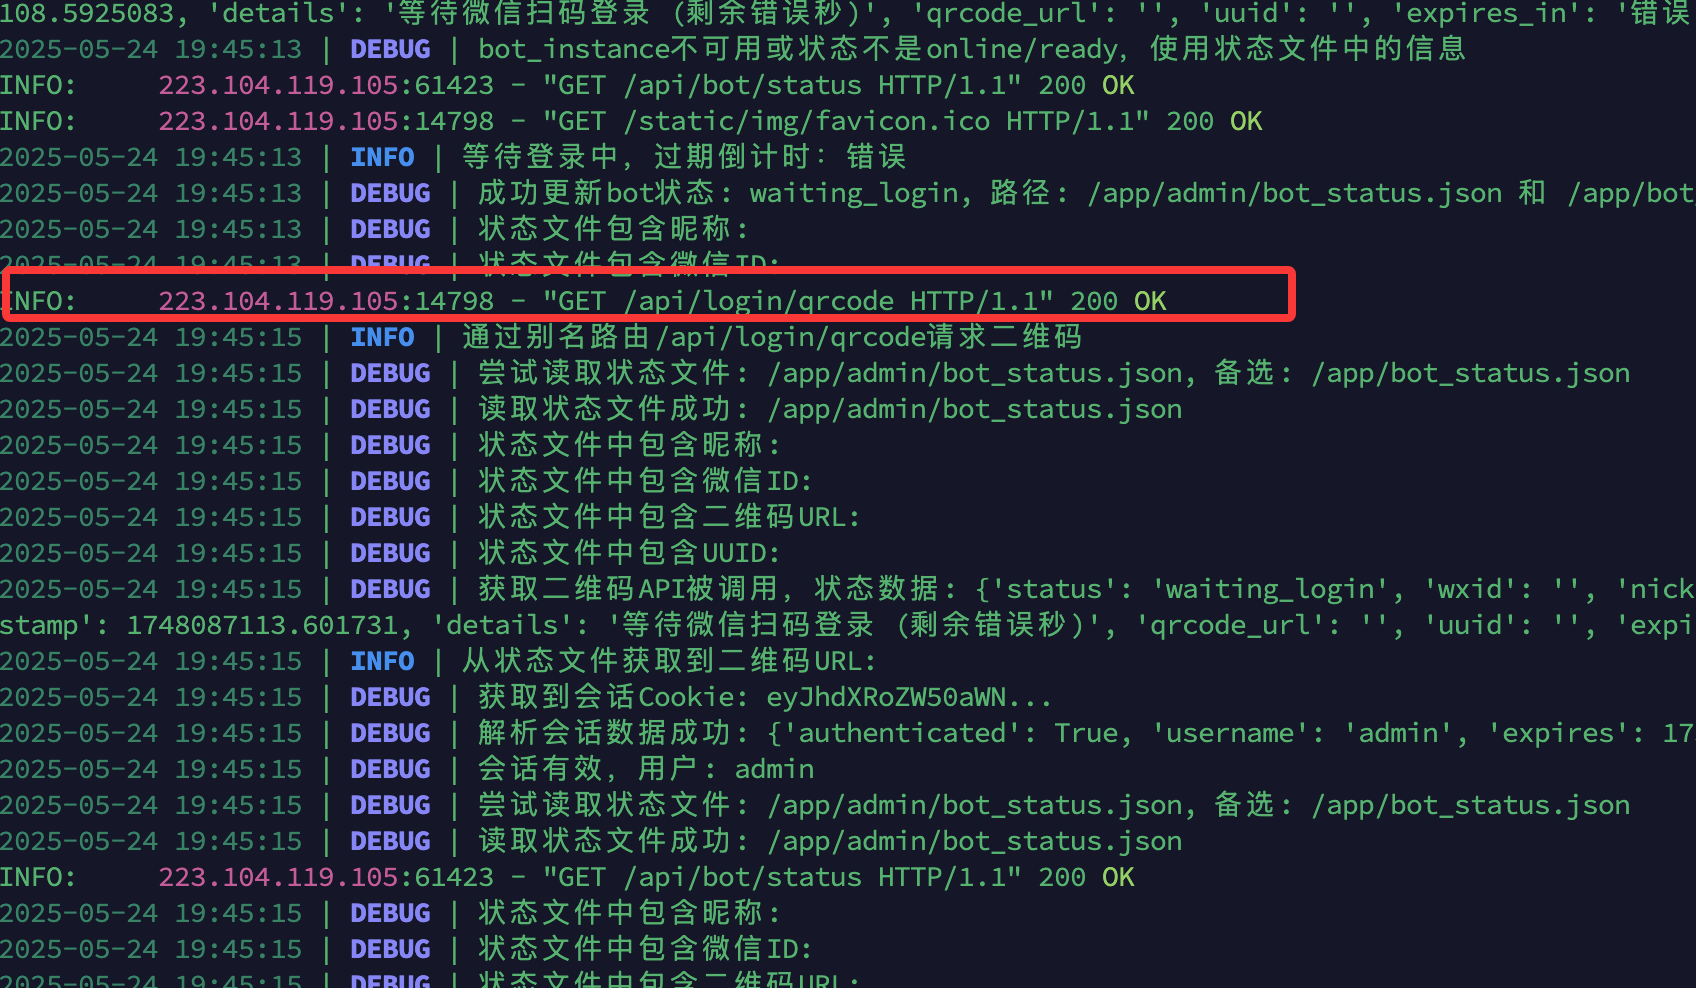 108.5925083, 'details': '等待微信扫码登录 (剩余错误秒)', 'qrcode_url': '', 'uuid': '', 'expires_in': '错误
2025-05-24 19:45:13 | DEBUG | bot_instance不可用或状态不是online/ready, 使用状态文件中的信息
INFO:     223.104.119.105:61423 - "GET /api/bot/status HTTP/1.1" 200 OK
INFO:     223.104.119.105:14798 - "GET /static/img/favicon.ico HTTP/1.1" 200 OK
2025-05-24 19:45:13 | INFO | 等待登录中, 过期倒计时: 错误
2025-05-24 19:45:13 | DEBUG | 成功更新bot状态: waiting_login, 路径: /app/admin/bot_status.json 和 /app/bot_
2025-05-24 19:45:13 | DEBUG | 状态文件包含昵称:
2025-05-24 19:45:13 | DEBUG | 状态文件包含微信ID:
INFO:     223.104.119.105:14798 - "GET /api/login/qrcode HTTP/1.1" 200 OK
2025-05-24 19:45:15 | INFO | 通过别名路由/api/login/qrcode请求二维码
2025-05-24 19:45:15 | DEBUG | 尝试读取状态文件: /app/admin/bot_status.json, 备选: /app/bot_status.json
2025-05-24 19:45:15 | DEBUG | 读取状态文件成功: /app/admin/bot_status.json
2025-05-24 19:45:15 | DEBUG | 状态文件中包含昵称:
2025-05-24 19:45:15 | DEBUG | 状态文件中包含微信ID:
2025-05-24 19:45:15 | DEBUG | 状态文件中包含二维码URL:
2025-05-24 19:45:15 | DEBUG | 状态文件中包含UUID:
2025-05-24 19:45:15 | DEBUG | 获取二维码API被调用, 状态数据: {'status': 'waiting_login', 'wxid': '', 'nick
stamp': 1748087113.601731, 'details': '等待微信扫码登录 (剩余错误秒)', 'qrcode_url': '', 'uuid': '', 'expi
2025-05-24 19:45:15 | INFO | 从状态文件获取到二维码URL:
2025-05-24 19:45:15 | DEBUG | 获取到会话Cookie: eyJhdXRoZW50aWN...
2025-05-24 19:45:15 | DEBUG | 解析会话数据成功: {'authenticated': True, 'username': 'admin', 'expires': 17
2025-05-24 19:45:15 | DEBUG | 会话有效, 用户: admin
2025-05-24 19:45:15 | DEBUG | 尝试读取状态文件: /app/admin/bot_status.json, 备选: /app/bot_status.json
2025-05-24 19:45:15 | DEBUG | 读取状态文件成功: /app/admin/bot_status.json
INFO:     223.104.119.105:61423 - "GET /api/bot/status HTTP/1.1" 200 OK
2025-05-24 19:45:15 | DEBUG | 状态文件中包含昵称:
2025-05-24 19:45:15 | DEBUG | 状态文件中包含微信ID:
2025-05-24 19:45:15 | DEBUG | 状态文件中包含二维码URL: